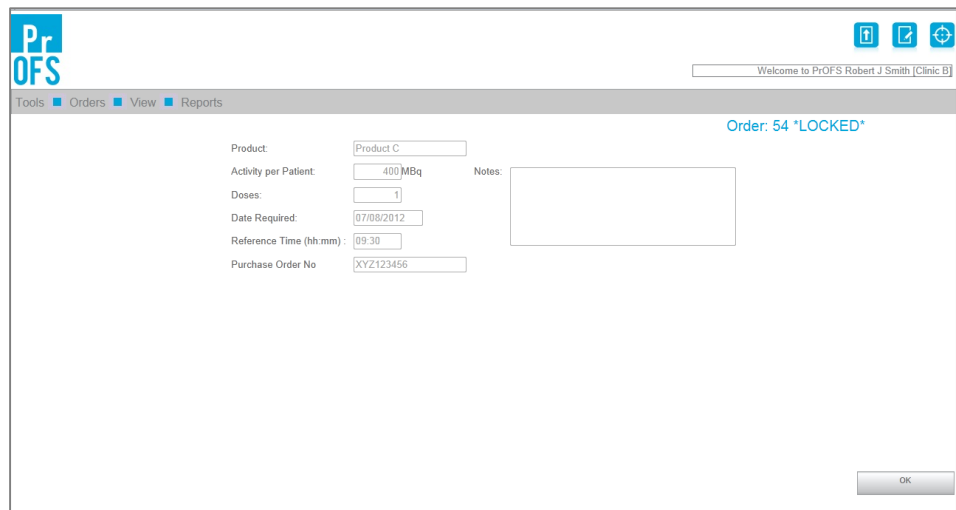 Pr
OFS
Welcome to PrOFS Robert J Smith [Clinic B]
Tools Orders View Reports
Order: 54 *LOCKED*
Product: Product C
Activity per Patient: 400 MBq Notes:
Doses: 1
Date Required: 07/08/2012
Reference Time (hh:mm) : 09:30
Purchase Order No XYZ123456
OK